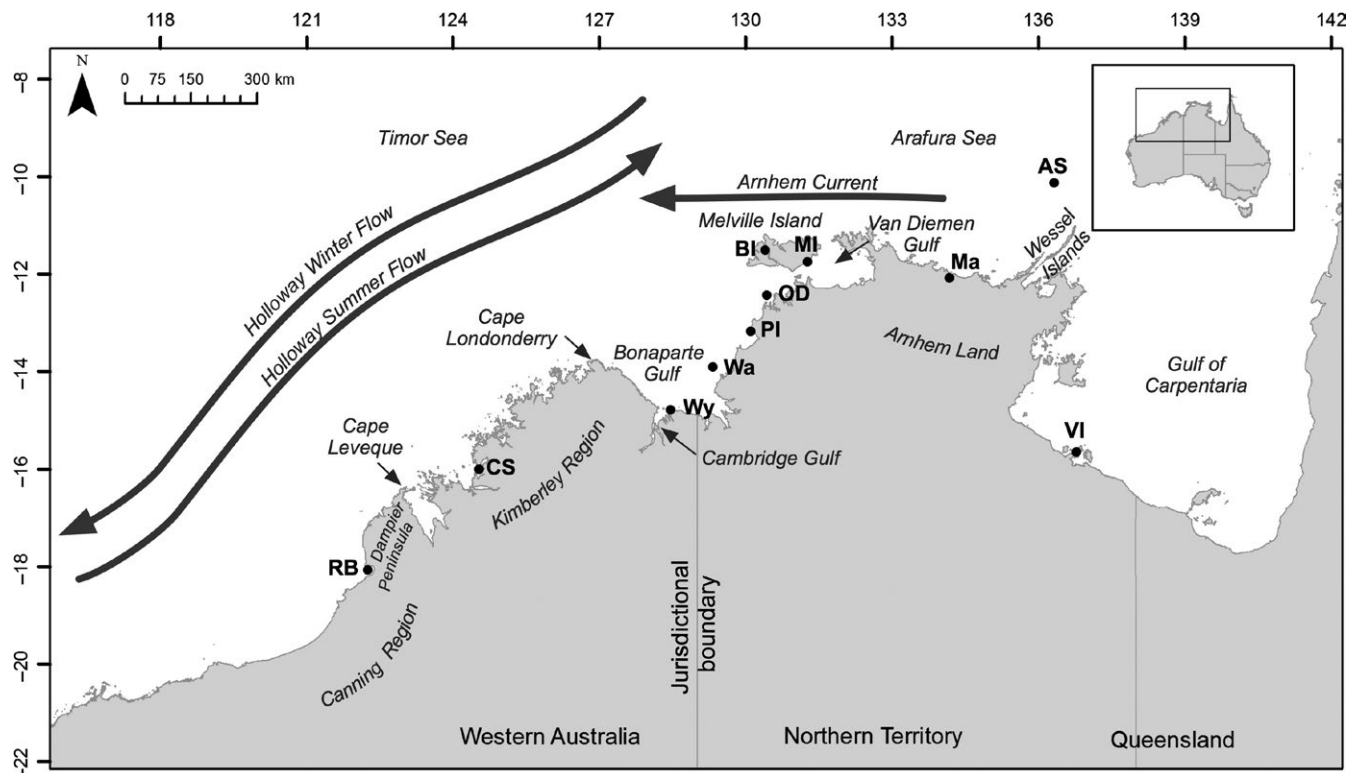 118 121 124 127 130 133 136 139 142
N
0 75 150 300 km
-8
-10
-12
-14
-16
-18
-20
-22
Timor Sea
Arafura Sea
AS
Arnhem Current
Melville Island
Van Diemen
Gulf
Wessel
Islands
BI
MI
Ma
Holloway Winter Flow
Holloway Summer Flow
OD
PI
Cape
Londonderry
Bonaparte
Gulf
Wa
Arnhem Land
Gulf of
Carpentaria
Wy
Cape
Leveque
VI
CS
Kimberley Region
Cambridge Gulf
Dampier
Peninsula
RB
Canning Region
Jurisdictional
boundary
Western Australia
Northern Territory
Queensland